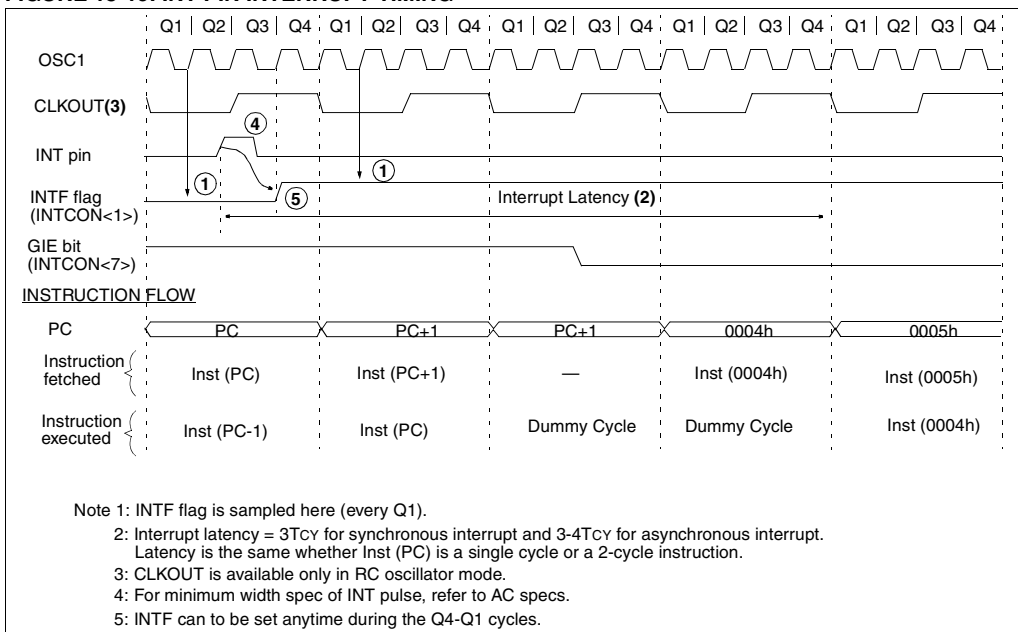 FIGURE 15-16: INT PIN INTERRUPT TIMING
Q1 Q2 Q3 Q4 Q1 Q2 Q3 Q4 Q1 Q2 Q3 Q4 Q1 Q2 Q3 Q4 Q1 Q2 Q3 Q4
OSC1
CLKOUT(3)
4
INT pin
1
1
INTF flag
(INTCON<1>)
5
Interrupt Latency (2)
GIE bit
(INTCON<7>)
INSTRUCTION FLOW
PC PC PC+1 PC+1 0004h 0005h
Instruction
fetched
Inst (PC) Inst (PC+1) — Inst (0004h) Inst (0005h)
Instruction
executed
Inst (PC-1) Inst (PC) Dummy Cycle Dummy Cycle Inst (0004h)
Note 1: INTF flag is sampled here (every Q1).
2: Interrupt latency = 3TCY for synchronous interrupt and 3-4TCY for asynchronous interrupt.
Latency is the same whether Inst (PC) is a single cycle or a 2-cycle instruction.
3: CLKOUT is available only in RC oscillator mode.
4: For minimum width spec of INT pulse, refer to AC specs.
5: INTF can to be set anytime during the Q4-Q1 cycles.